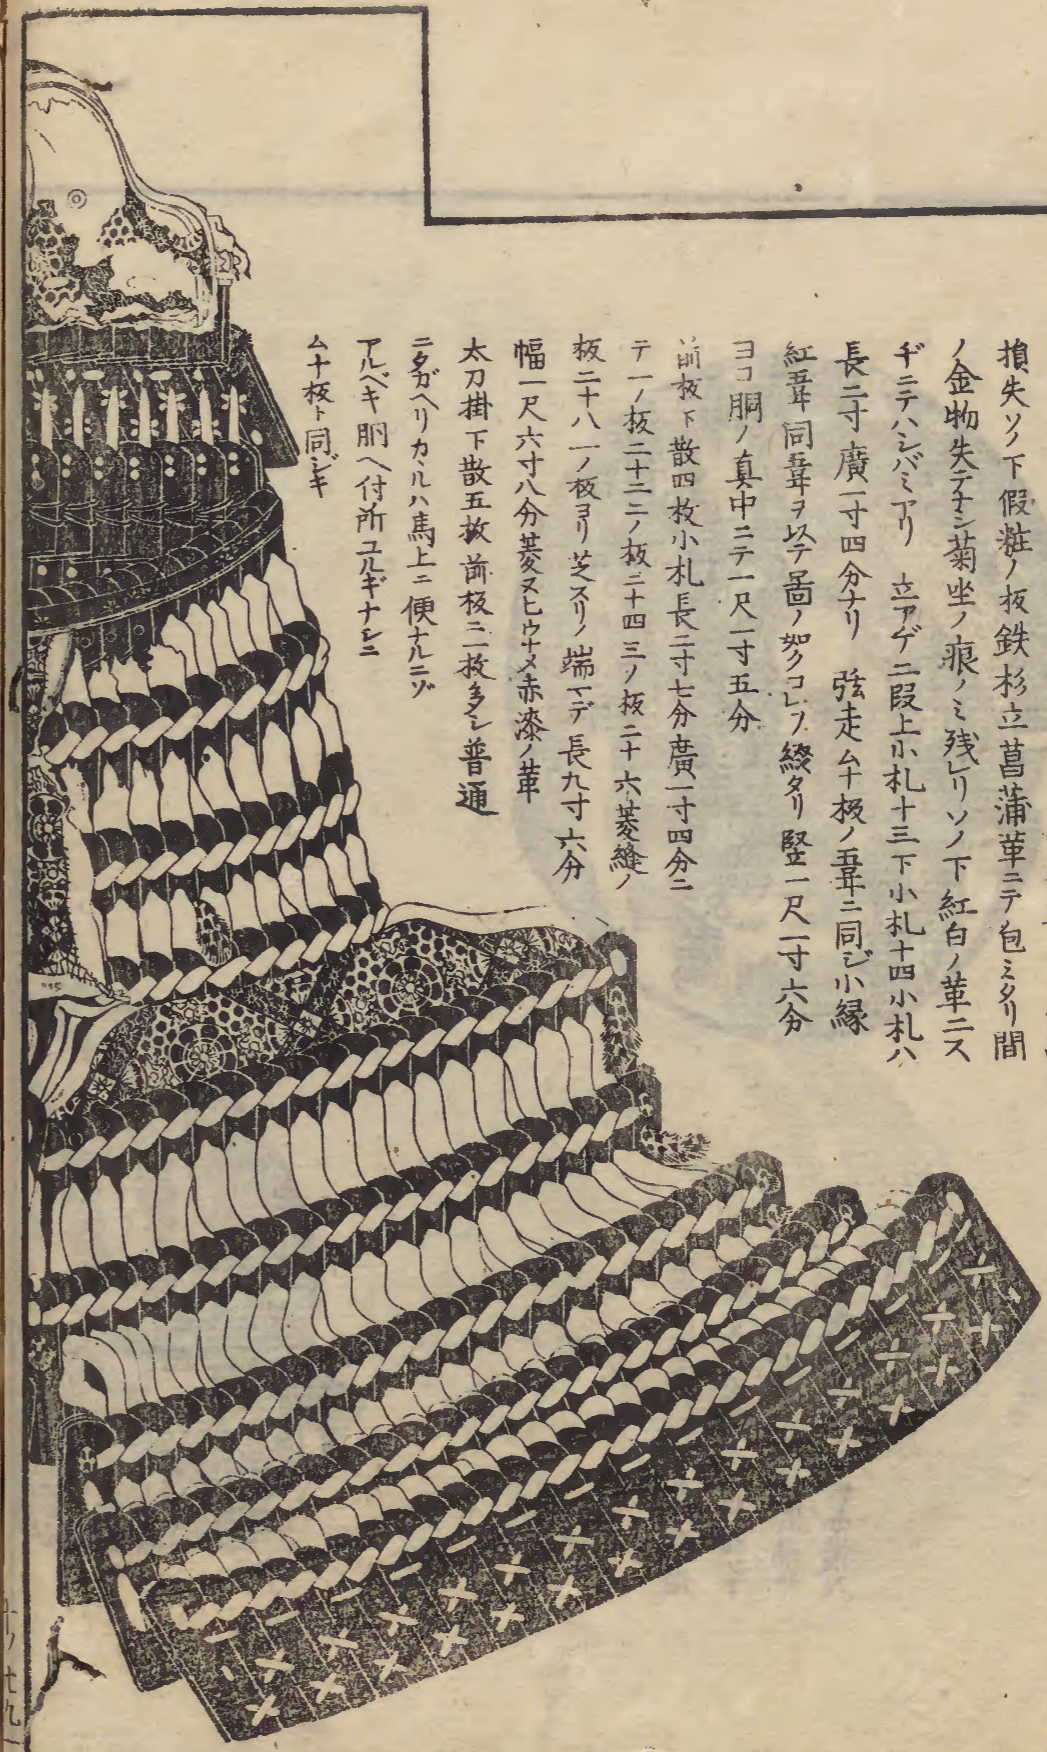 損失ソノ下假粧ノ板鉄杉立菖蒲革ニテ包ミタリ間
ノ金物失テナシ菊坐ノ痕ノミ残レリソノ下紅白ノ革二ス
ヂニテハシバミアリ 立アゲ二段上小札十三下小札十四小札ハ
長二寸廣一寸四分ナリ 弦走ムナ板ノ韋ニ同ジ小縁
紅韋同韋ヲ以テ啚ノ如クコレヲ綴タリ竪一尺一寸六分
ヨコ胴ノ真中ニテ一尺一寸五分
前板下散四枚小札長二寸七分廣一寸四分ニ
テ一ノ板二十二二ノ板二十四三ノ板二十六菱縫ノ
板二十八一ノ板ヨリ芝スリノ端マデ長九寸六分
幅一尺六寸八分菱ヌヒウナメ赤漆ノ革
太刀掛下散五枚前板二一枚多シ普通
ニタガヘリカヽルハ馬上ニ便ナルニゾ
アルベキ胴ヘ付所ユルギナシニ
ムナ板ト同ジキ